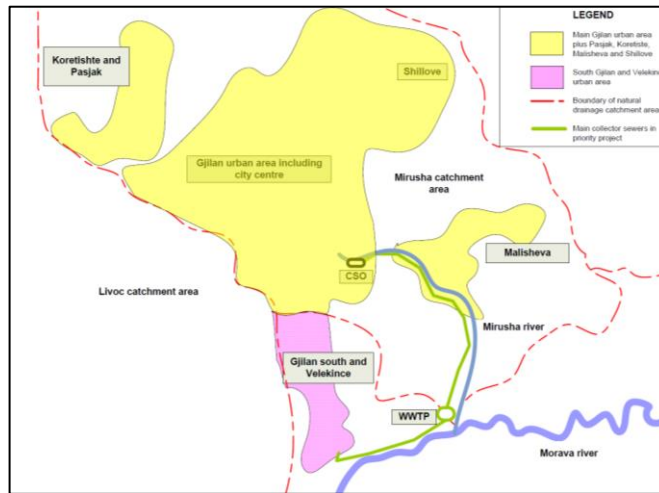 LEGEND
Main Gjilan urban area
plus Pasjak, Koretiste,
Malisheva and Shillove
South Gjilan and Velekince
urban area
Boundary of natural
drainage catchment area
Main collector sewers in
priority project
Koretishte and
Pasjak
Shillove
Gjilan urban area including
city centre
Mirusha catchment
area
Malisheva
CSO
Livoc catchment area
Mirusha river
Gjilan south and
Velekince
WWTP
Morava river